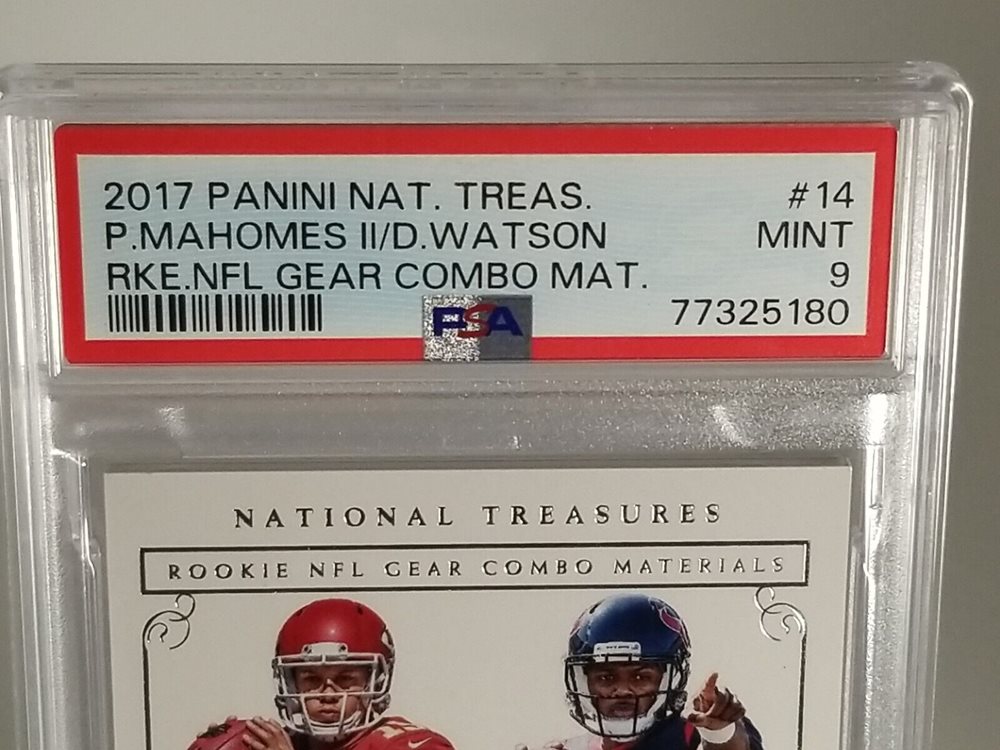 2017 PANINI NAT. TREAS. #14
P.MAHOMES II/D.WATSON MINT
RKE.NFL GEAR COMBO MAT. 9
PSA 77325180
NATIONAL TREASURES
ROOKIE NFL GEAR COMBO MATERIALS